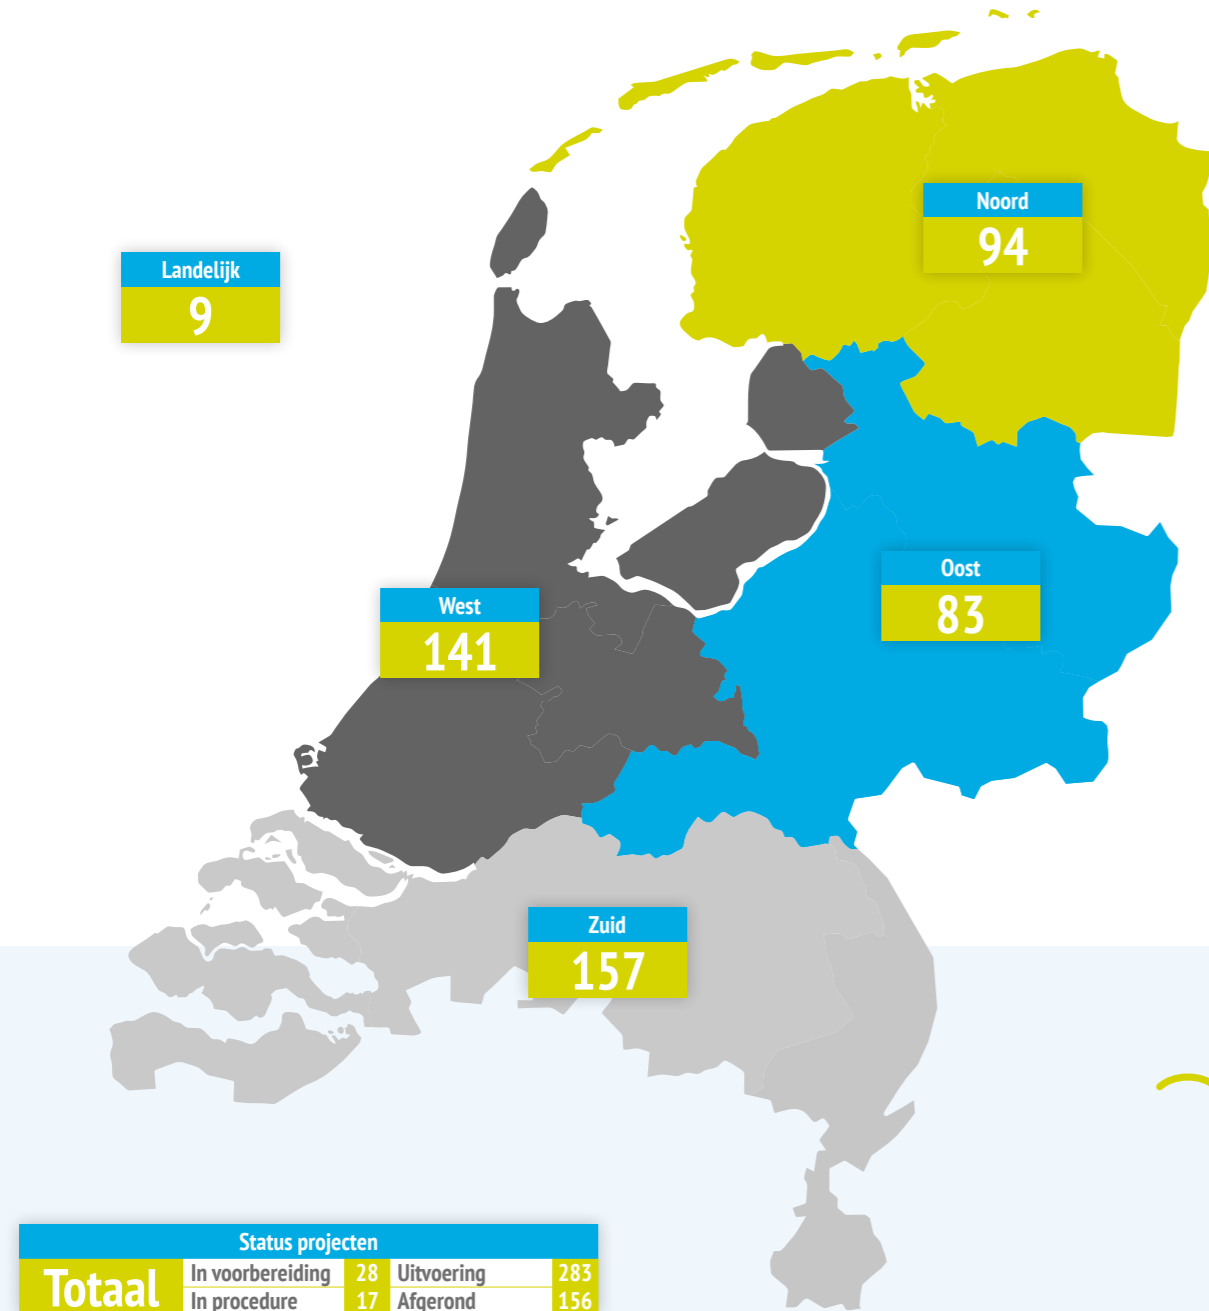 Noord
94
Landelijk
9
Oost
83
West
141
Zuid
157
Status projecten
Totaal
In voorbereiding 28 Uitvoering 283
In procedure 17 Afgerond 156